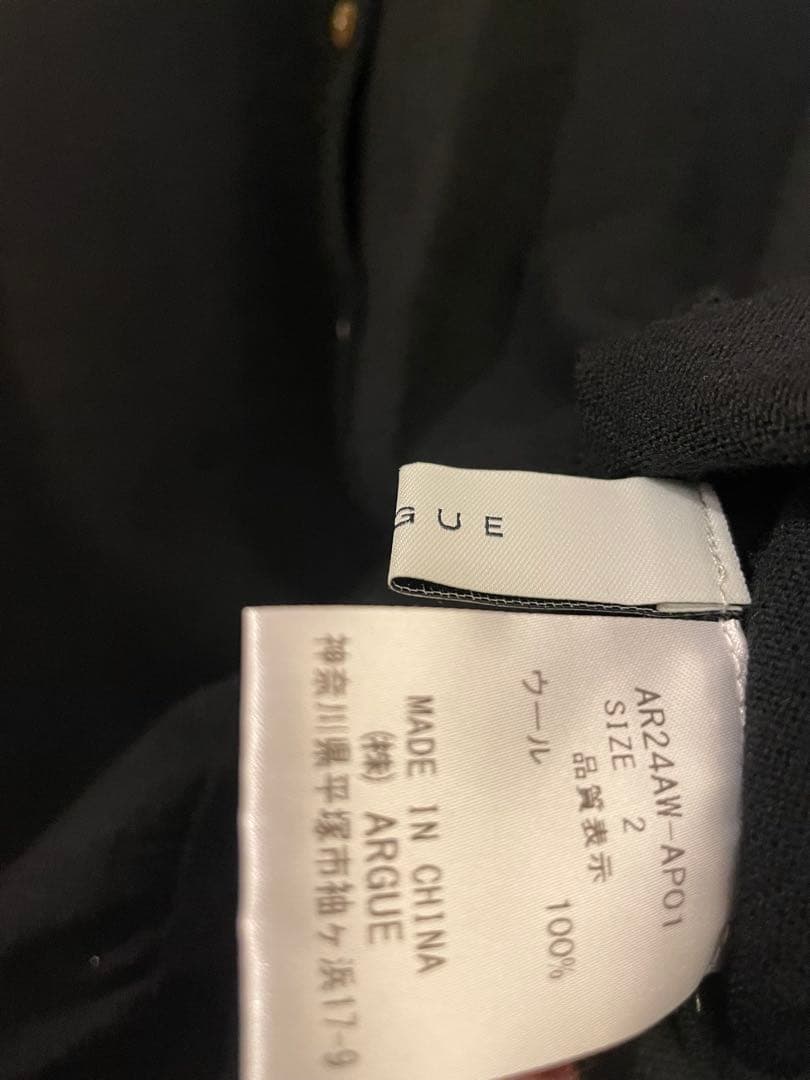 GUE
AR24AW-AP01
SIZE 2
品質表示
ウール 100%
MADE IN CHINA
(株) ARGUE
神奈川県平塚市袖ヶ浜17-9